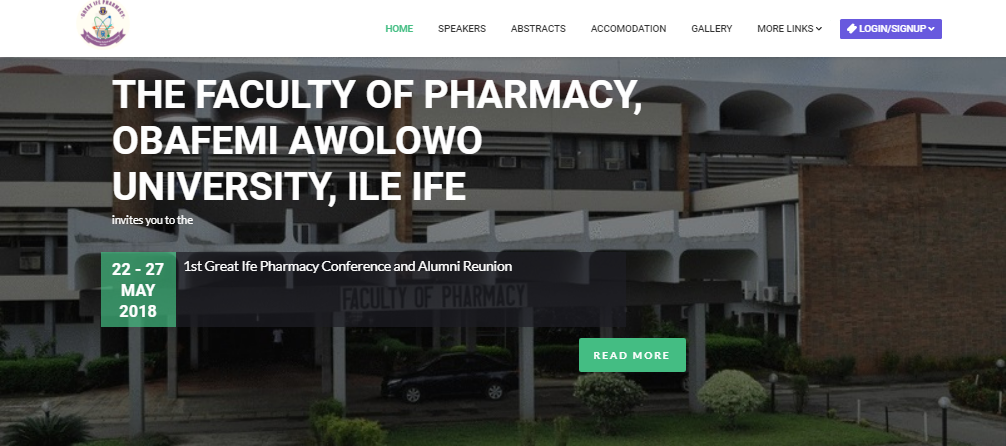 GREAT IFE PHARMACY
HOME
SPEAKERS
ABSTRACTS
ACCOMODATION
GALLERY
MORE LINKS
LOGIN/SIGNUP
THE FACULTY OF PHARMACY,
OBAFEMI AWOLOWO
UNIVERSITY, ILE IFE
invites you to the
22 - 27
MAY
2018
1st Great Ife Pharmacy Conference and Alumni Reunion
FACULTY OF PHARMACY
READ MORE